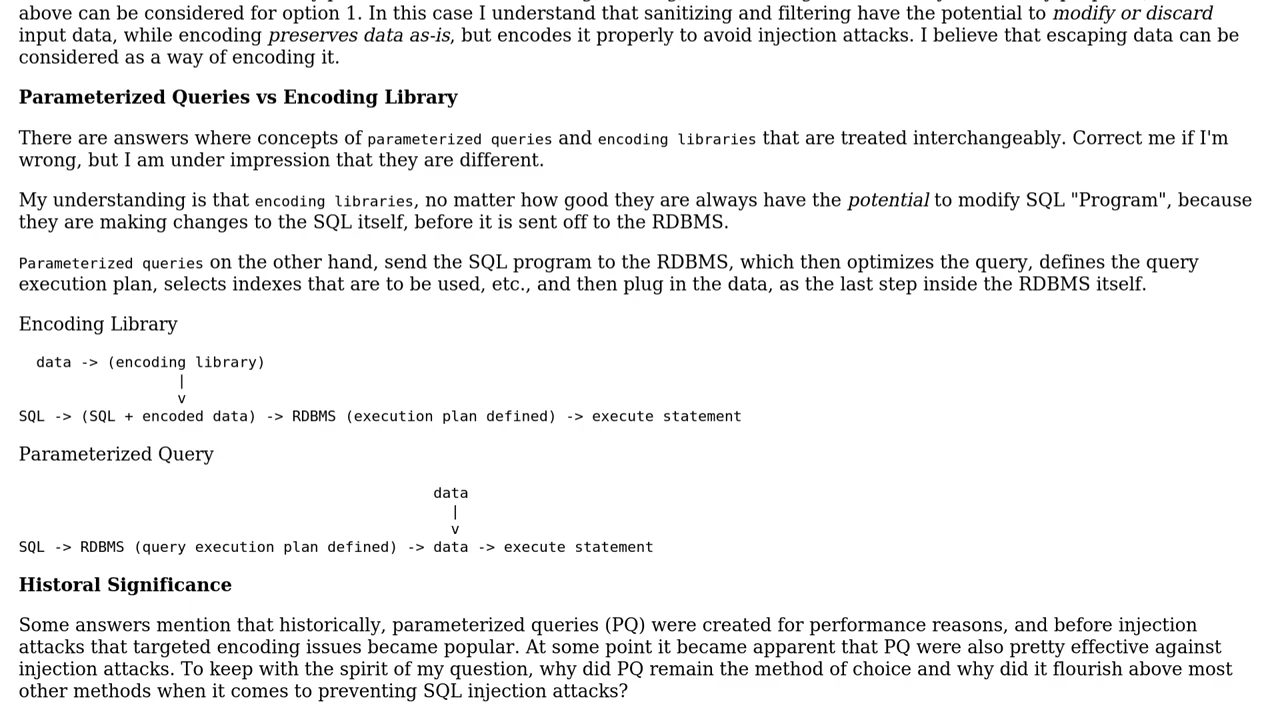 above can be considered for option 1. In this case I understand that sanitizing and filtering have the potential to modify or discard
input data, while encoding preserves data as-is, but encodes it properly to avoid injection attacks. I believe that escaping data can be
considered as a way of encoding it.
Parameterized Queries vs Encoding Library
There are answers where concepts of parameterized queries and encoding libraries that are treated interchangeably. Correct me if I'm
wrong, but I am under impression that they are different.
My understanding is that encoding libraries, no matter how good they are always have the potential to modify SQL "Program", because
they are making changes to the SQL itself, before it is sent off to the RDBMS.
Parameterized queries on the other hand, send the SQL program to the RDBMS, which then optimizes the query, defines the query
execution plan, selects indexes that are to be used, etc., and then plug in the data, as the last step inside the RDBMS itself.
Encoding Library
data -> (encoding library)
|
v
SQL -> (SQL + encoded data) -> RDBMS (execution plan defined) -> execute statement
Parameterized Query
data
|
v
SQL -> RDBMS (query execution plan defined) -> data -> execute statement
Historal Significance
Some answers mention that historically, parameterized queries (PQ) were created for performance reasons, and before injection
attacks that targeted encoding issues became popular. At some point it became apparent that PQ were also pretty effective against
injection attacks. To keep with the spirit of my question, why did PQ remain the method of choice and why did it flourish above most
other methods when it comes to preventing SQL injection attacks?